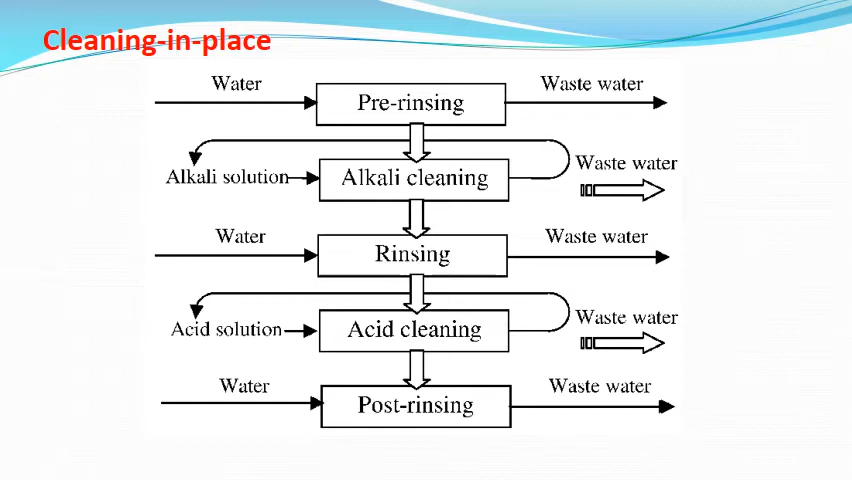 Cleaning-in-place
Water
Pre-rinsing
Waste water
Alkali solution
Alkali cleaning
Waste water
Water
Rinsing
Waste water
Acid solution
Acid cleaning
Waste water
Water
Post-rinsing
Waste water